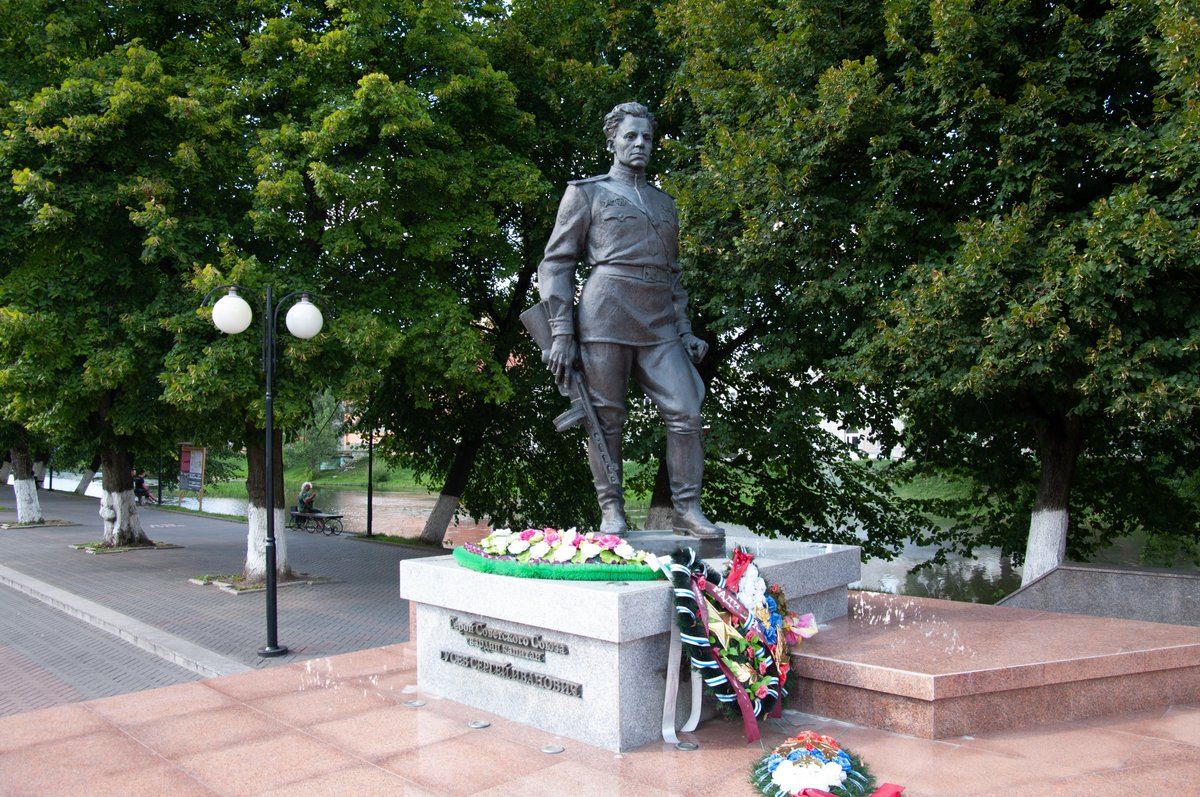 Герой Советского Союза
гвардии капитан
ГУСЕВ СЕРГЕЙ ИВАНОВИЧ